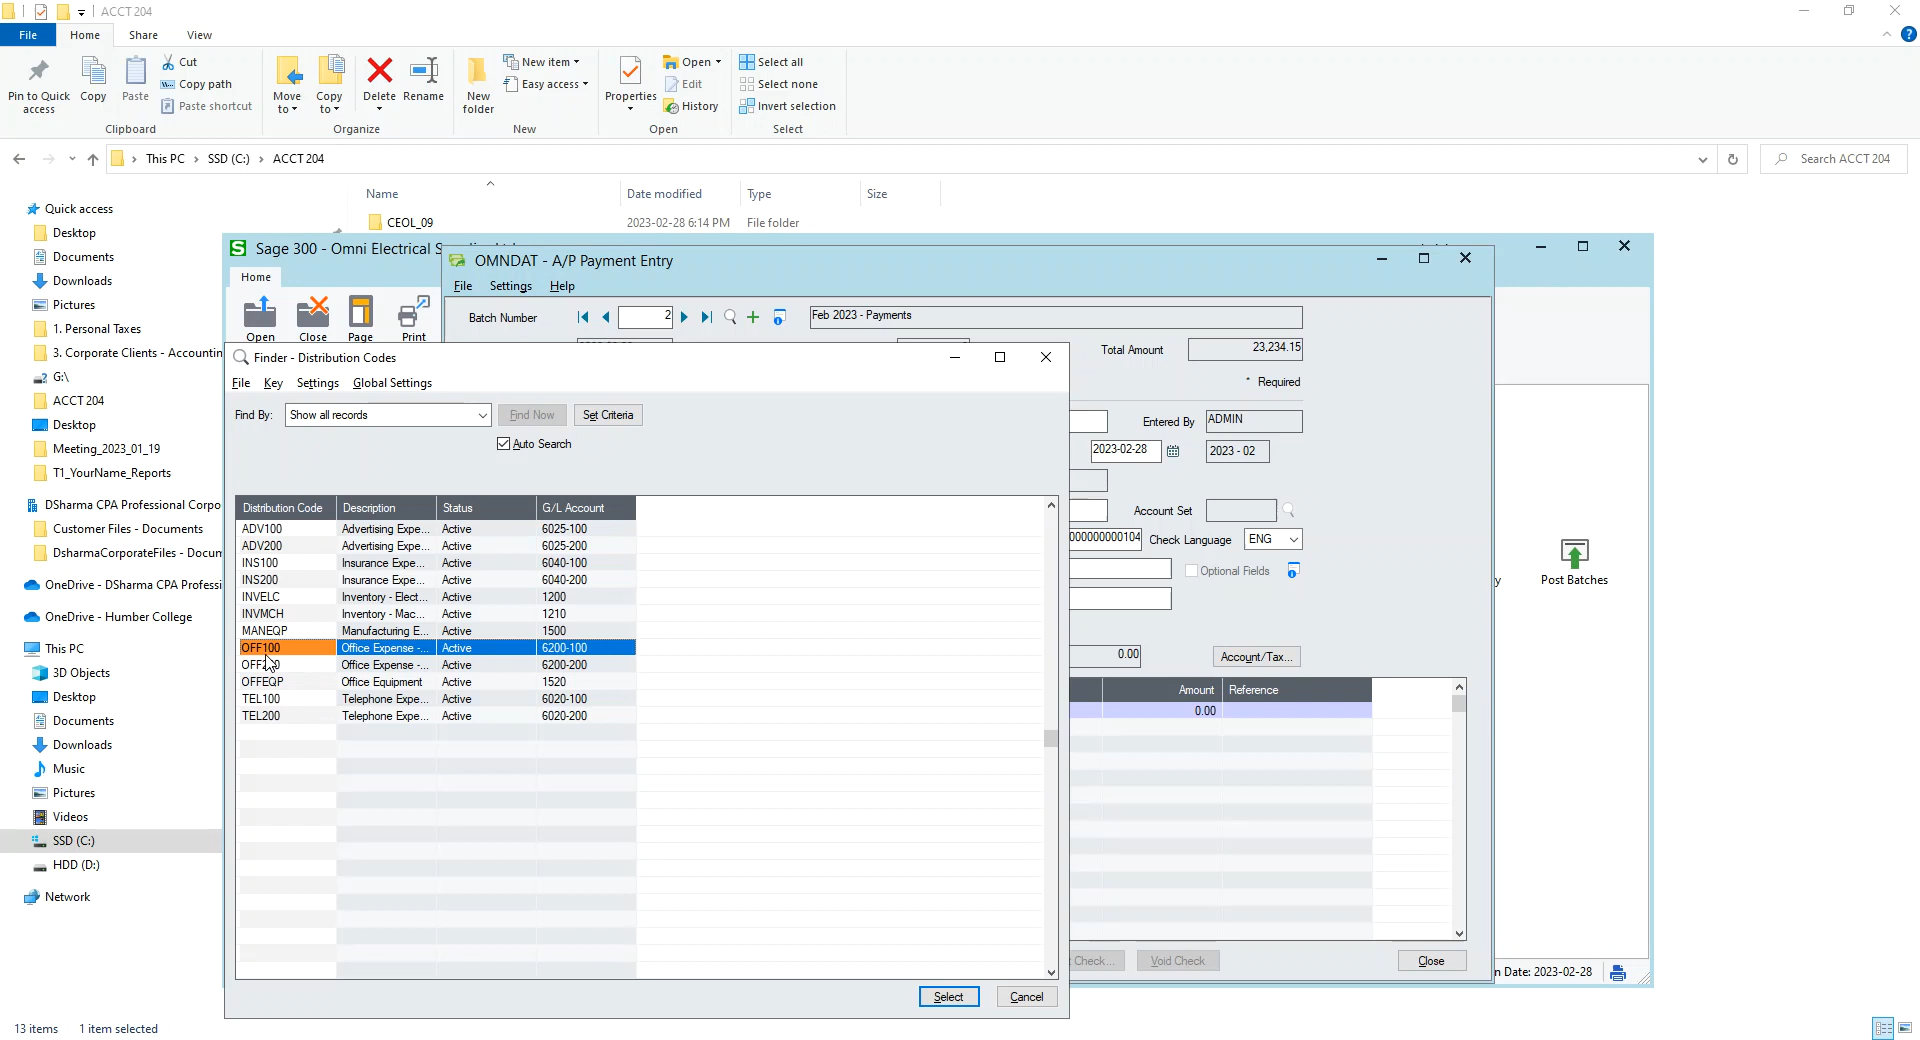 ACCT 204
File Home Share View
Pin to Quick access
Copy
Paste
Cut
Copy path
Paste shortcut
Clipboard
Move to
Copy to
Delete
Rename
Organize
New folder
New item
Easy access
New
Properties
Open
Edit
History
Open
Select all
Select none
Invert selection
Select
This PC › SSD (C:) › ACCT 204
Search ACCT 204
Name Date modified Type Size
CEOL_09 2023-02-28 6:14 PM File folder
Quick access
Desktop
Documents
Downloads
Pictures
1. Personal Taxes
3. Corporate Clients - Accountin
G:\
ACCT 204
Desktop
Meeting_2023_01_19
T1_YourName_Reports
DSharma CPA Professional Corpo
Customer Files - Documents
DsharmaCorporateFiles - Docum
OneDrive - DSharma CPA Professi
OneDrive - Humber College
This PC
3D Objects
Desktop
Documents
Downloads
Music
Pictures
Videos
SSD (C:)
HDD (D:)
Network
13 items 1 item selected
Sage 300 - Omni Electrical
Home
Open Close Page Print
Post Batches
n Date: 2023-02-28
OMNDAT - A/P Payment Entry
File Settings Help
Batch Number 2 Feb 2023 - Payments
Total Amount 23,234.15
* Required
Entered By ADMIN
2023-02-28 2023 - 02
Account Set
000000000104 Check Language ENG
Optional Fields
0.00 Account/Tax...
Amount Reference
0.00
Check... Void Check Close
Finder - Distribution Codes
File Key Settings Global Settings
Find By: Show all records Find Now Set Criteria
Auto Search
Distribution Code Description Status G/L Account
ADV100 Advertising Expe... Active 6025-100
ADV200 Advertising Expe... Active 6025-200
INS100 Insurance Expe... Active 6040-100
INS200 Insurance Expe... Active 6040-200
INVELC Inventory - Elect... Active 1200
INVMCH Inventory - Mac... Active 1210
MANEQP Manufacturing E... Active 1500
OFF100 Office Expense -... Active 6200-100
OFF200 Office Expense -... Active 6200-200
OFFEQP Office Equipment Active 1520
TEL100 Telephone Expe... Active 6020-100
TEL200 Telephone Expe... Active 6020-200
Select Cancel